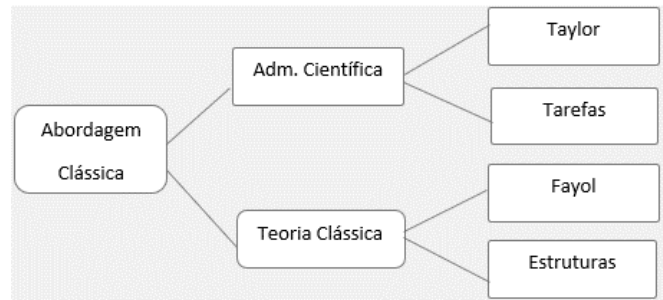 Taylor
Adm. Científica
Tarefas
Abordagem
Clássica
Fayol
Teoria Clássica
Estruturas